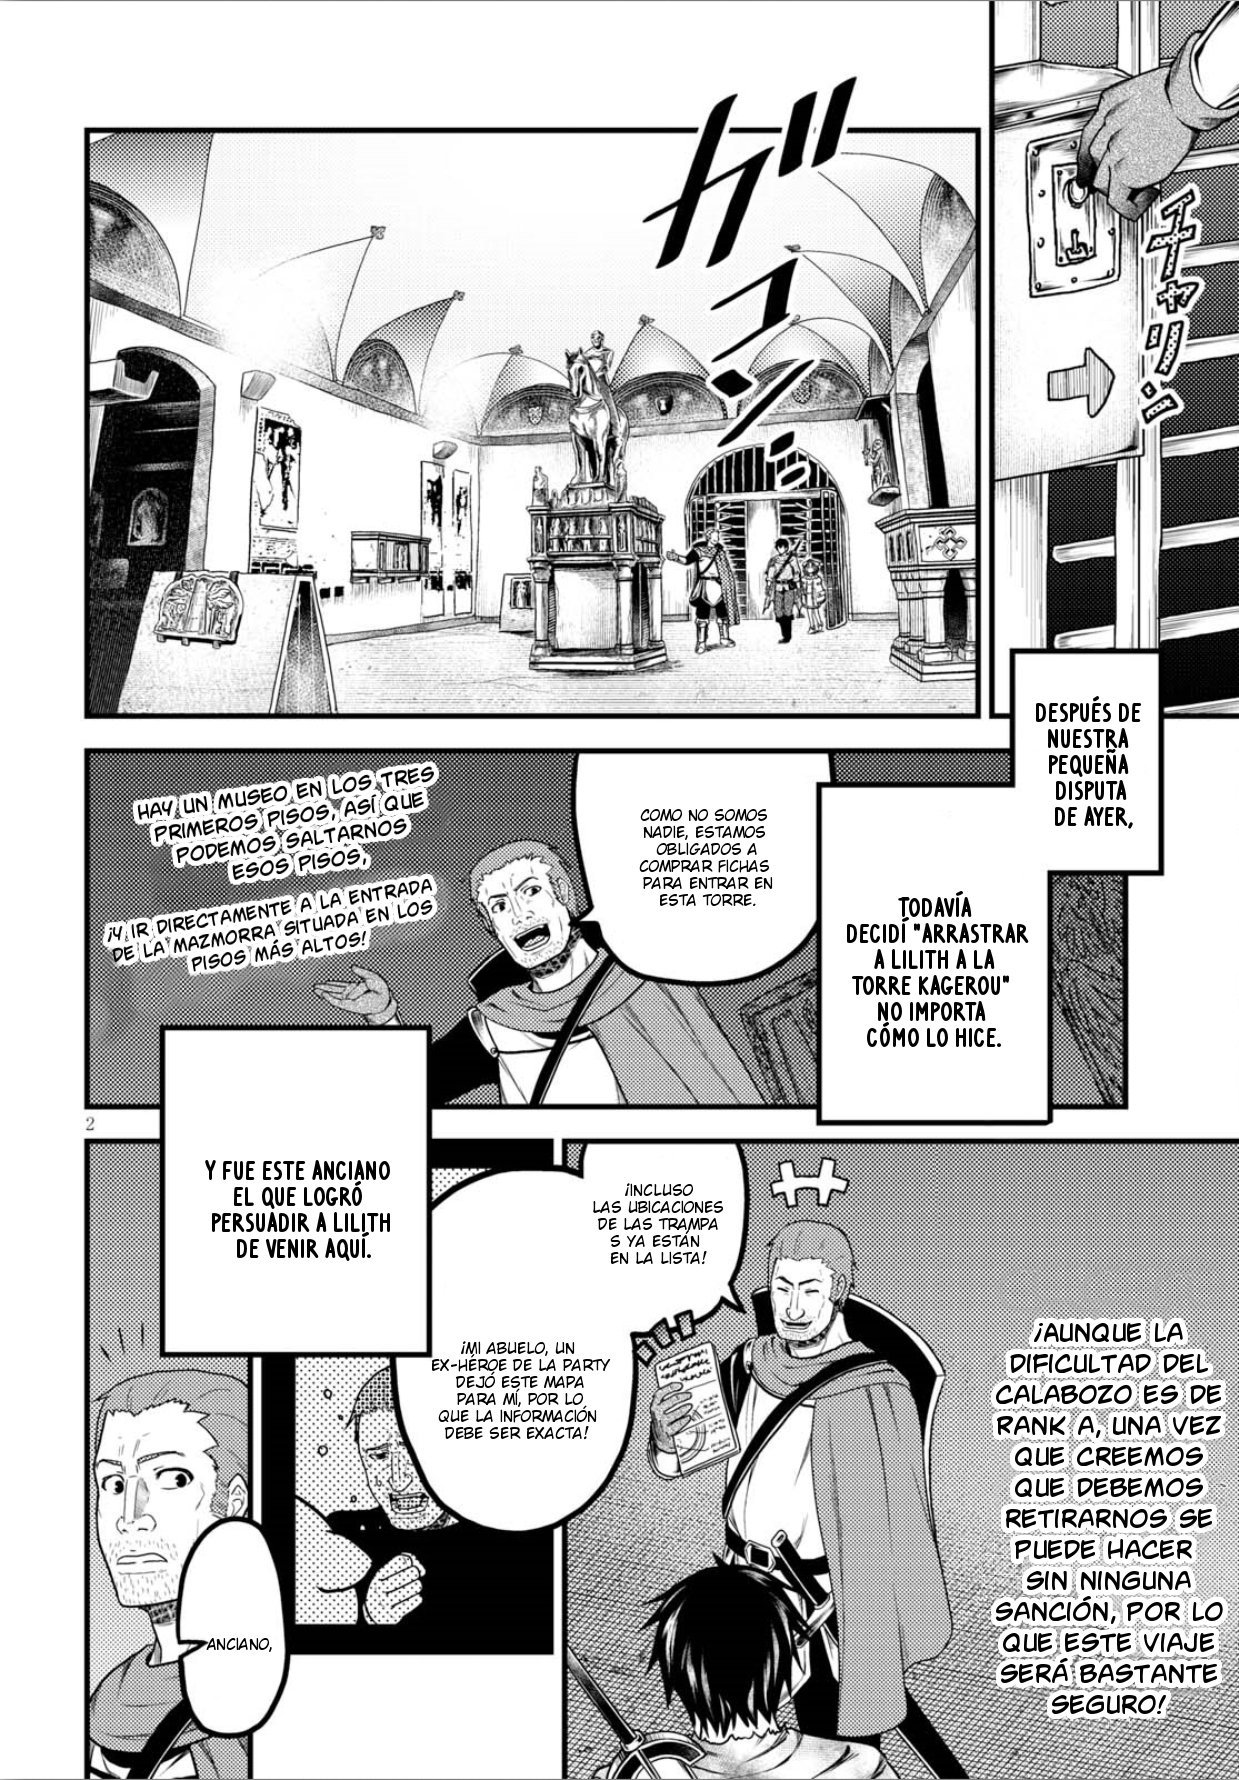 チャリン
ガゴン
DESPUÉS DE
NUESTRA
PEQUEÑA
DISPUTA
DE AYER,
TODAVÍA
DECIDÍ "ARRASTRAR
A LILITH A LA
TORRE KAGEROU"
NO IMPORTA
CÓMO LO HICE.
COMO NO SOMOS
NADIE, ESTAMOS
OBLIGADOS A
COMPRAR FICHAS
PARA ENTRAR EN
ESTA TORRE.
HAY UN MUSEO EN LOS TRES
PRIMEROS PISOS, ASÍ QUE
PODEMOS SALTARNOS
ESOS PISOS,
¡Y IR DIRECTAMENTE A LA ENTRADA
DE LA MAZMORRA SITUADA EN LOS
PISOS MÁS ALTOS!
2
¡INCLUSO
LAS UBICACIONES
DE LAS TRAMPA
S YA ESTÁN
EN LA LISTA!
¡MI ABUELO, UN
EX-HÉROE DE LA PARTY
DEJÓ ESTE MAPA
PARA MÍ, POR LO
QUE LA INFORMACIÓN
DEBE SER EXACTA!
¡AUNQUE LA
DIFICULTAD DEL
CALABOZO ES DE
RANK A, UNA VEZ
QUE CREEMOS
QUE DEBEMOS
RETIRARNOS SE
PUEDE HACER
SIN NINGUNA
SANCIÓN, POR LO
QUE ESTE VIAJE
SERÁ BASTANTE
SEGURO!
Y FUE ESTE ANCIANO
EL QUE LOGRÓ
PERSUADIR A LILITH
DE VENIR AQUÍ.
ANCIANO,